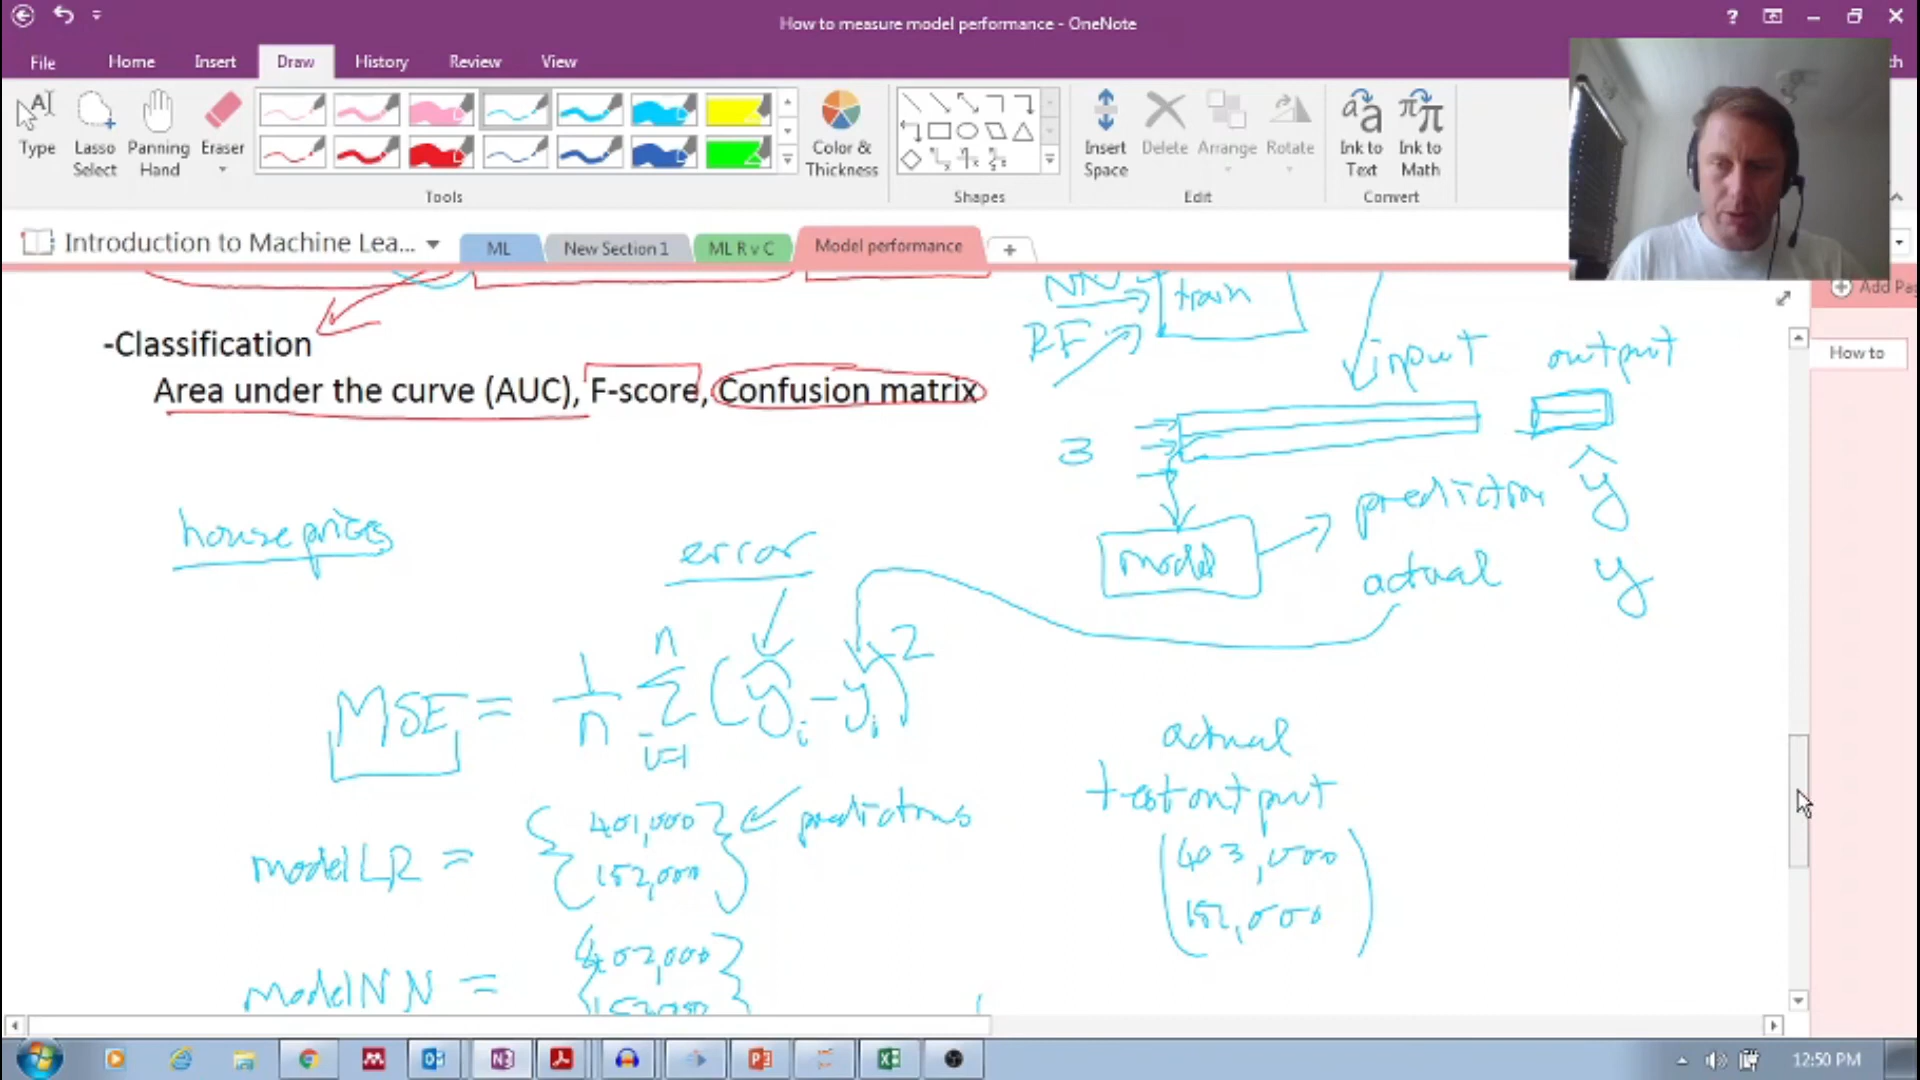 How to measure model performance - OneNote
?
File
Home
Insert
Draw
History
Review
View
Type
Lasso Select
Panning Hand
Eraser
Color & Thickness
Insert Space
Delete
Arrange
Rotate
Ink to Text
Ink to Math
Tools
Shapes
Edit
Convert
Introduction to Machine Lea...
ML
New Section 1
ML R v C
Model performance
Add Pa
How to
NN
train
RF
-Classification
Area under the curve (AUC), F-score, Confusion matrix
input
output
3
prediction ŷ
model
actual y
house prices
error
MSE = 1/n n Σ i=1 (ŷi - yi)2
actual
test output
modelLR = { 401,000 152,000 } predictions
( 403,000
152,000 )
modelNN = { 402,000
12:50 PM